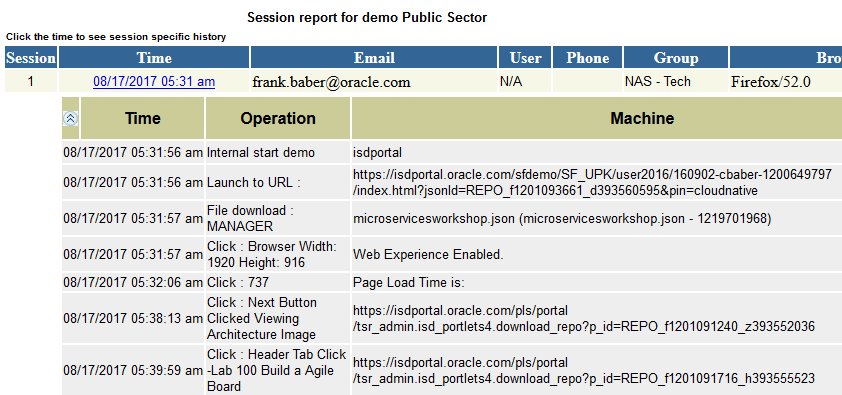 Session report for demo Public Sector
Click the time to see session specific history
Session Time Email User Phone Group Bro
1 08/17/2017 05:31 am frank.baber@oracle.com N/A NAS - Tech Firefox/52.0
Time Operation Machine
08/17/2017 05:31:56 am Internal start demo isdportal
08/17/2017 05:31:56 am Launch to URL : https://isdportal.oracle.com/sfdemo/SF_UPK/user2016/160902-cbaber-1200649797
/index.html?jsonId=REPO_f1201093661_d393560595&pin=cloudnative
08/17/2017 05:31:57 am File download :
MANAGER microservicesworkshop.json (microservicesworkshop.json - 1219701968)
08/17/2017 05:31:57 am Click : Browser Width:
1920 Height: 916 Web Experience Enabled.
08/17/2017 05:32:06 am Click : 737 Page Load Time is:
08/17/2017 05:38:13 am Click : Next Button
Clicked Viewing
Architecture Image https://isdportal.oracle.com/pls/portal
/tsr_admin.isd_portlets4.download_repo?p_id=REPO_f1201091240_z393552036
08/17/2017 05:39:59 am Click : Header Tab Click
-Lab 100 Build a Agile
Board https://isdportal.oracle.com/pls/portal
/tsr_admin.isd_portlets4.download_repo?p_id=REPO_f1201091716_h393555523